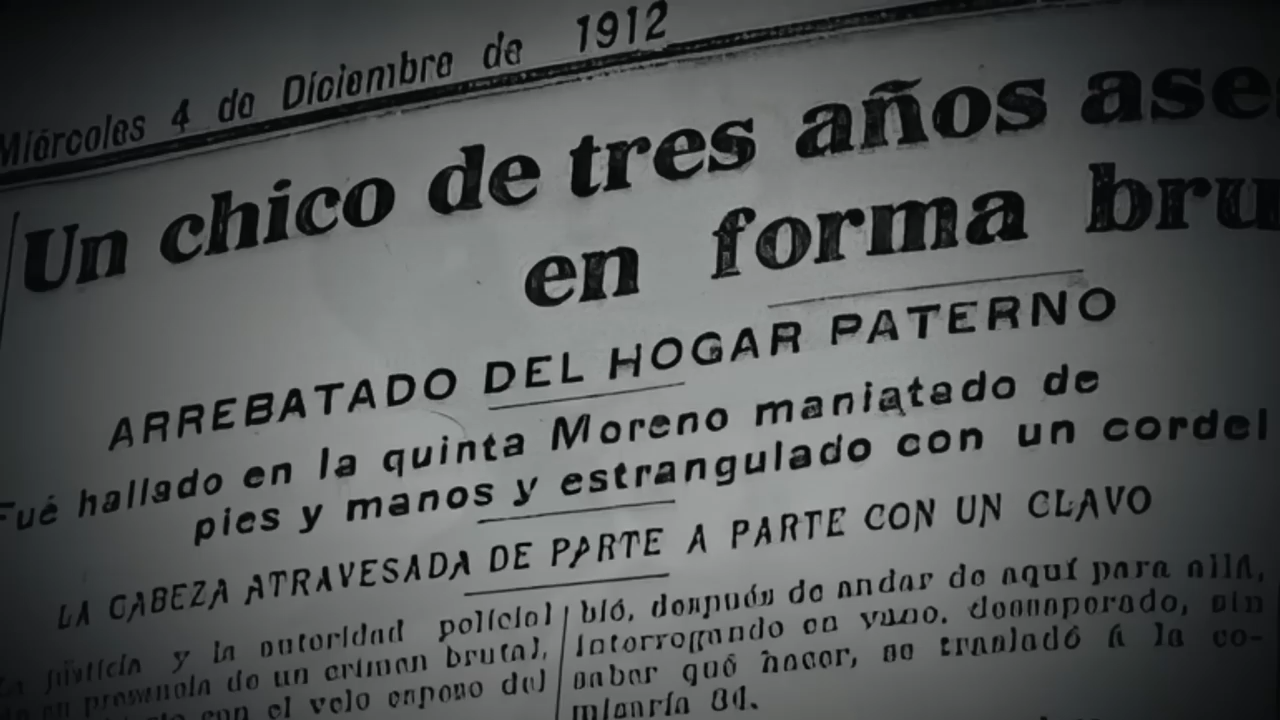 Miércoles 4 de Diciembre de 1912
Un chico de tres años ase
en forma bru
ARREBATADO DEL HOGAR PATERNO
Fué hallado en la quinta Moreno maniatado de
pies y manos y estrangulado con un cordel
LA CABEZA ATRAVESADA DE PARTE A PARTE CON UN CLAVO
La justicia y la autoridad policial
en presencia de un crimen brutal,
con el velo espeso del
bió, después de andar de aquí para allá,
interrogando en vano, desamparado, sin
saber qué hacer, se trasladó á la co-
misaría 8d.